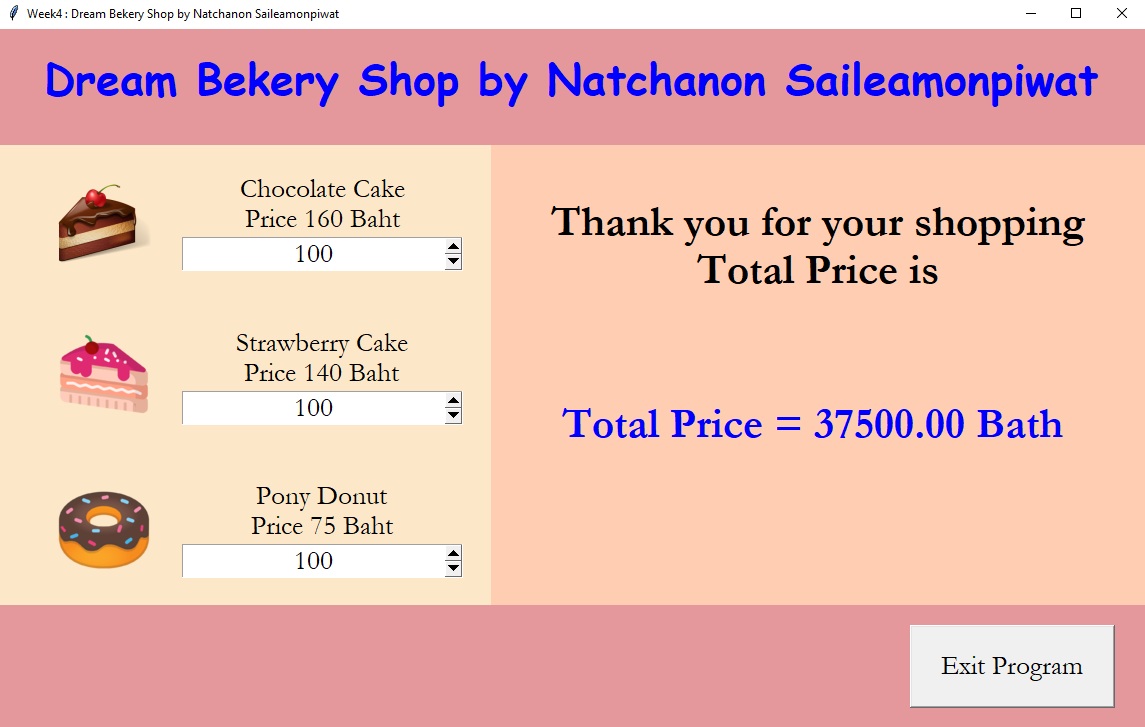 Week4 : Dream Bekery Shop by Natchanon Saileamonpiwat
Dream Bekery Shop by Natchanon Saileamonpiwat
Chocolate Cake
Price 160 Baht
100
Strawberry Cake
Price 140 Baht
100
Pony Donut
Price 75 Baht
100
Thank you for your shopping
Total Price is
Total Price = 37500.00 Bath
Exit Program